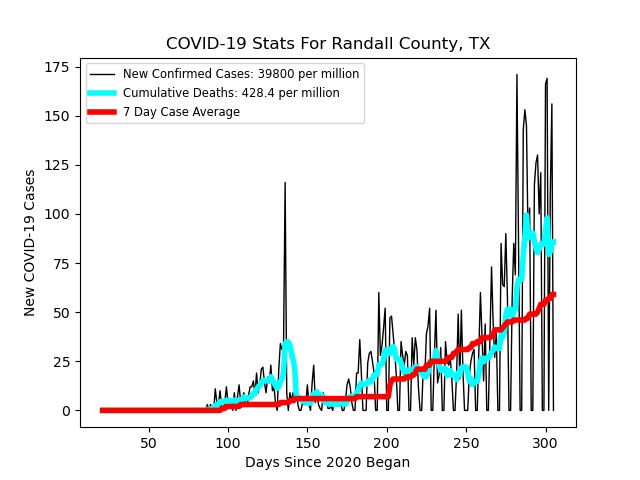 COVID-19 Stats For Randall County, TX
New Confirmed Cases: 39800 per million
Cumulative Deaths: 428.4 per million
7 Day Case Average
175
150
125
100
75
50
25
0
New COVID-19 Cases
50 100 150 200 250 300
Days Since 2020 Began